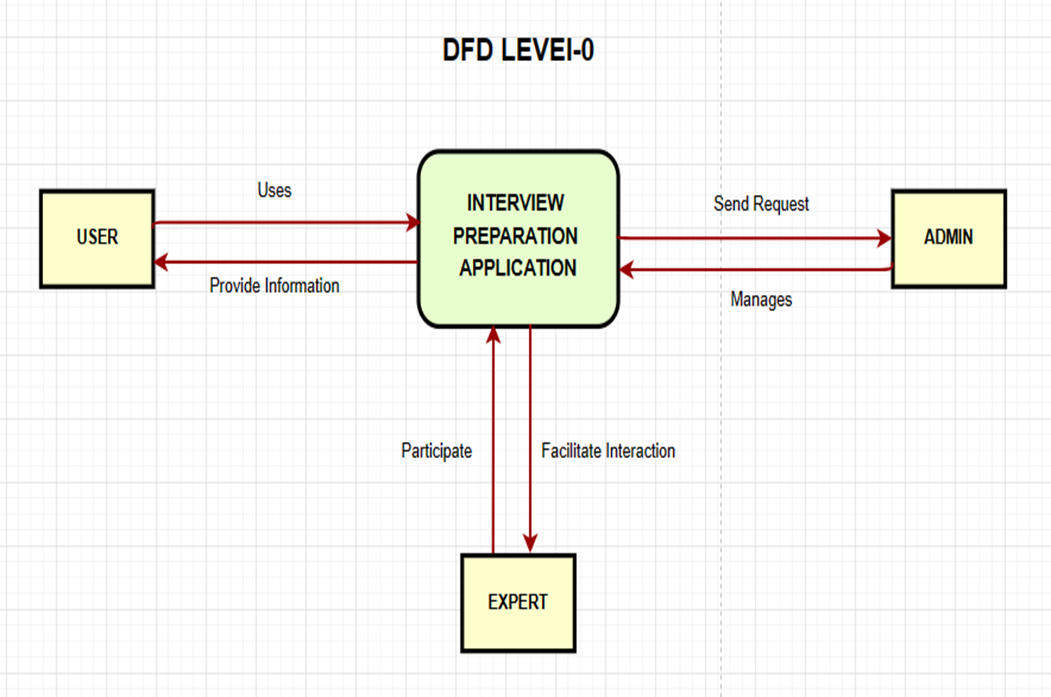 DFD LEVEl-0
Uses
Send Request
USER
INTERVIEW
PREPARATION
APPLICATION
ADMIN
Provide Information
Manages
Participate
Facilitate Interaction
EXPERT